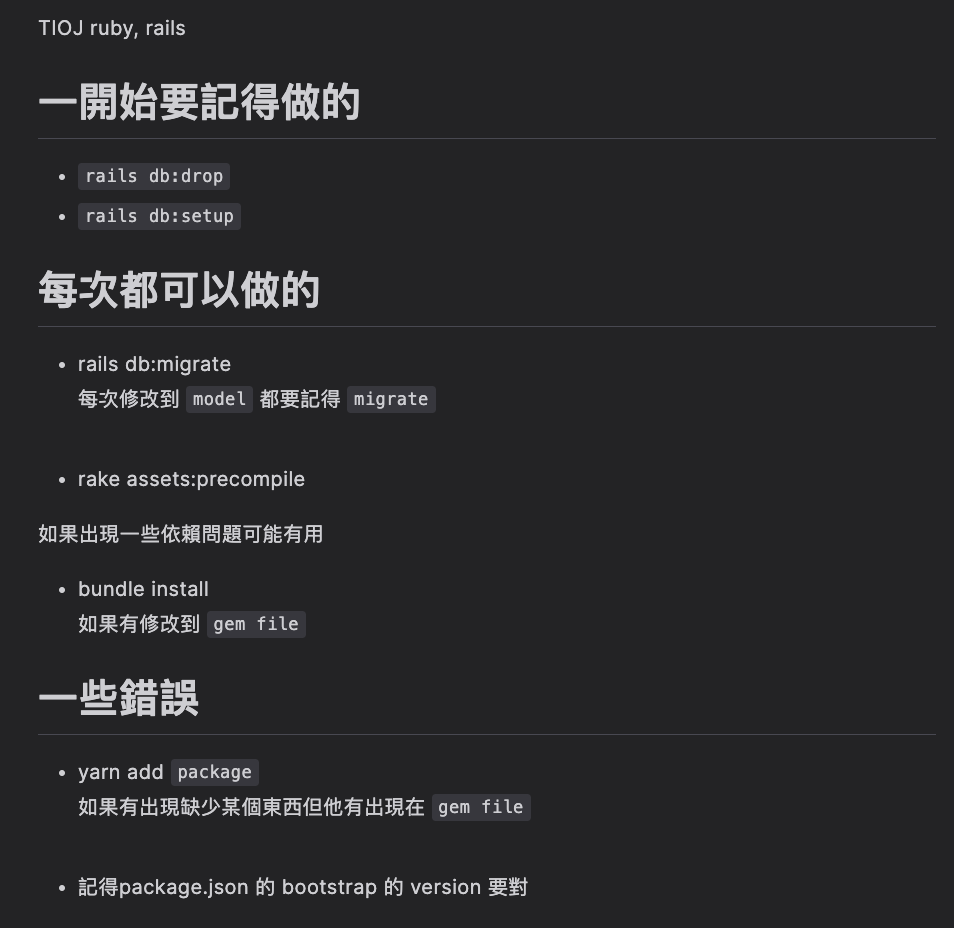 TIOJ ruby, rails
一開始要記得做的
rails db:drop
rails db:setup
每次都可以做的
rails db:migrate
每次修改到 model 都要記得 migrate
rake assets:precompile
如果出現一些依賴問題可能有用
bundle install
如果有修改到 gem file
一些錯誤
yarn add package
如果有出現缺少某個東西但他有出現在 gem file
記得package.json 的 bootstrap 的 version 要對